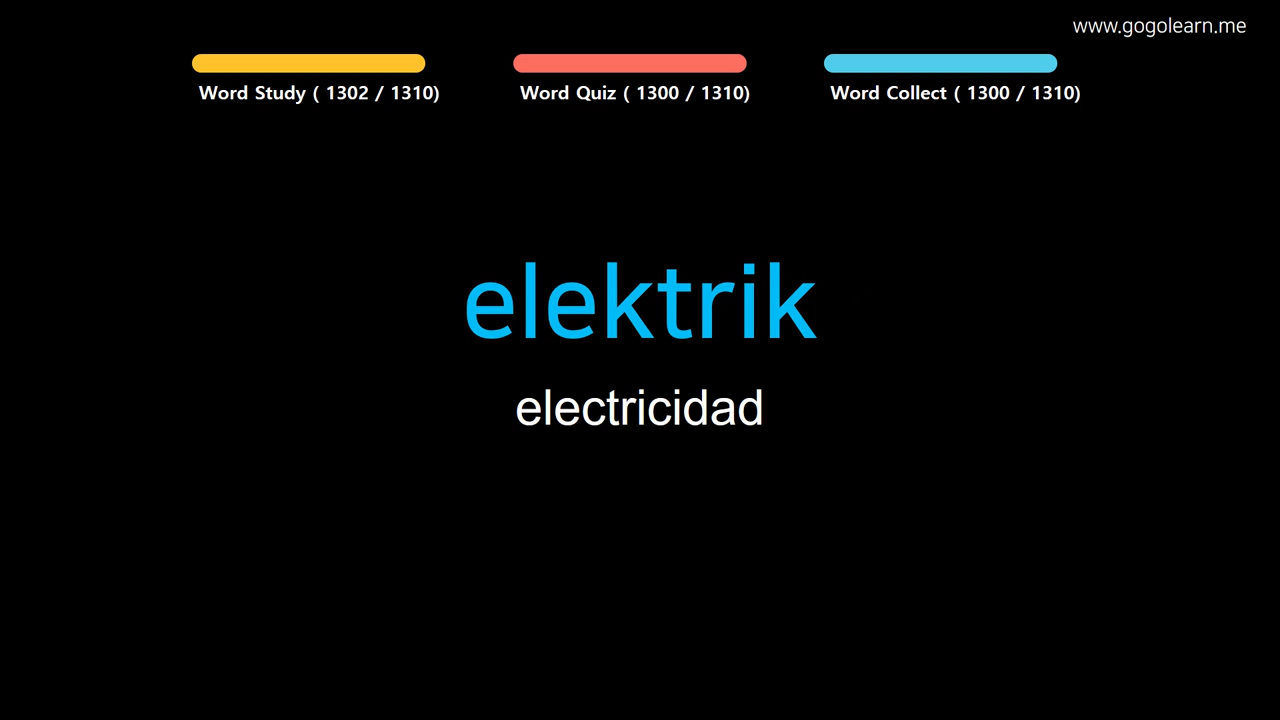 www.gogolearn.me
Word Study ( 1302 / 1310)
Word Quiz ( 1300 / 1310)
Word Collect ( 1300 / 1310)
elektrik
electricidad